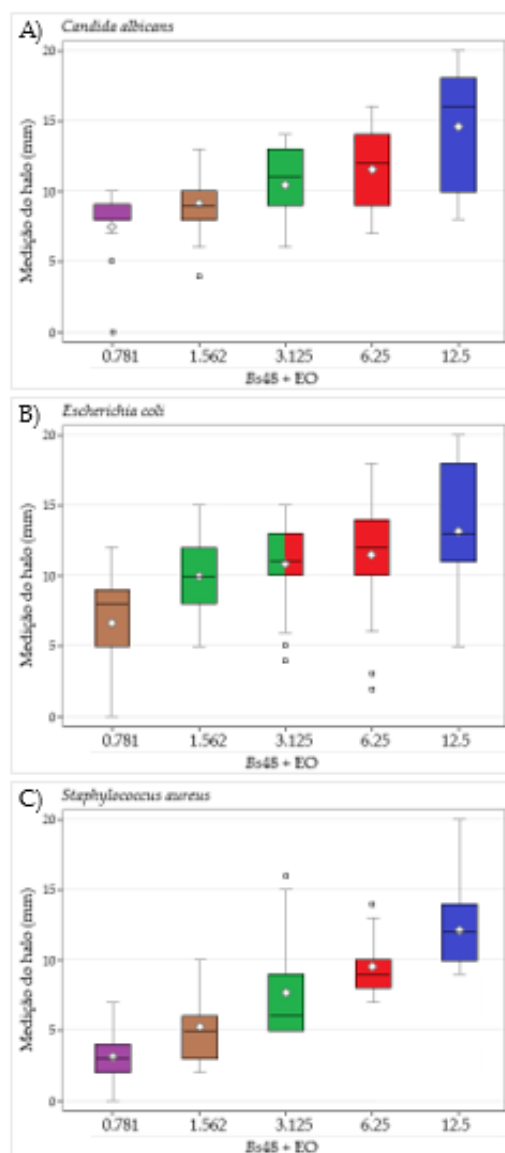 A) Candida albicans
Medição do halo (mm)
20
15
10
5
0
0.781 1.562 3.125 6.25 12.5
Bs48 + EO
B) Escherichia coli
Medição do halo (mm)
20
15
10
5
0
0.781 1.562 3.125 6.25 12.5
Bs48 + EO
C) Staphylococcus aureus
Medição do halo (mm)
20
15
10
5
0
0.781 1.562 3.125 6.25 12.5
Bs48 + EO